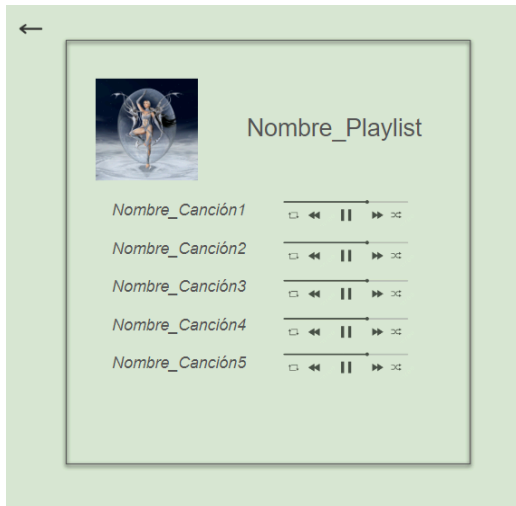 Nombre_Playlist
Nombre_Canción1
Nombre_Canción2
Nombre_Canción3
Nombre_Canción4
Nombre_Canción5